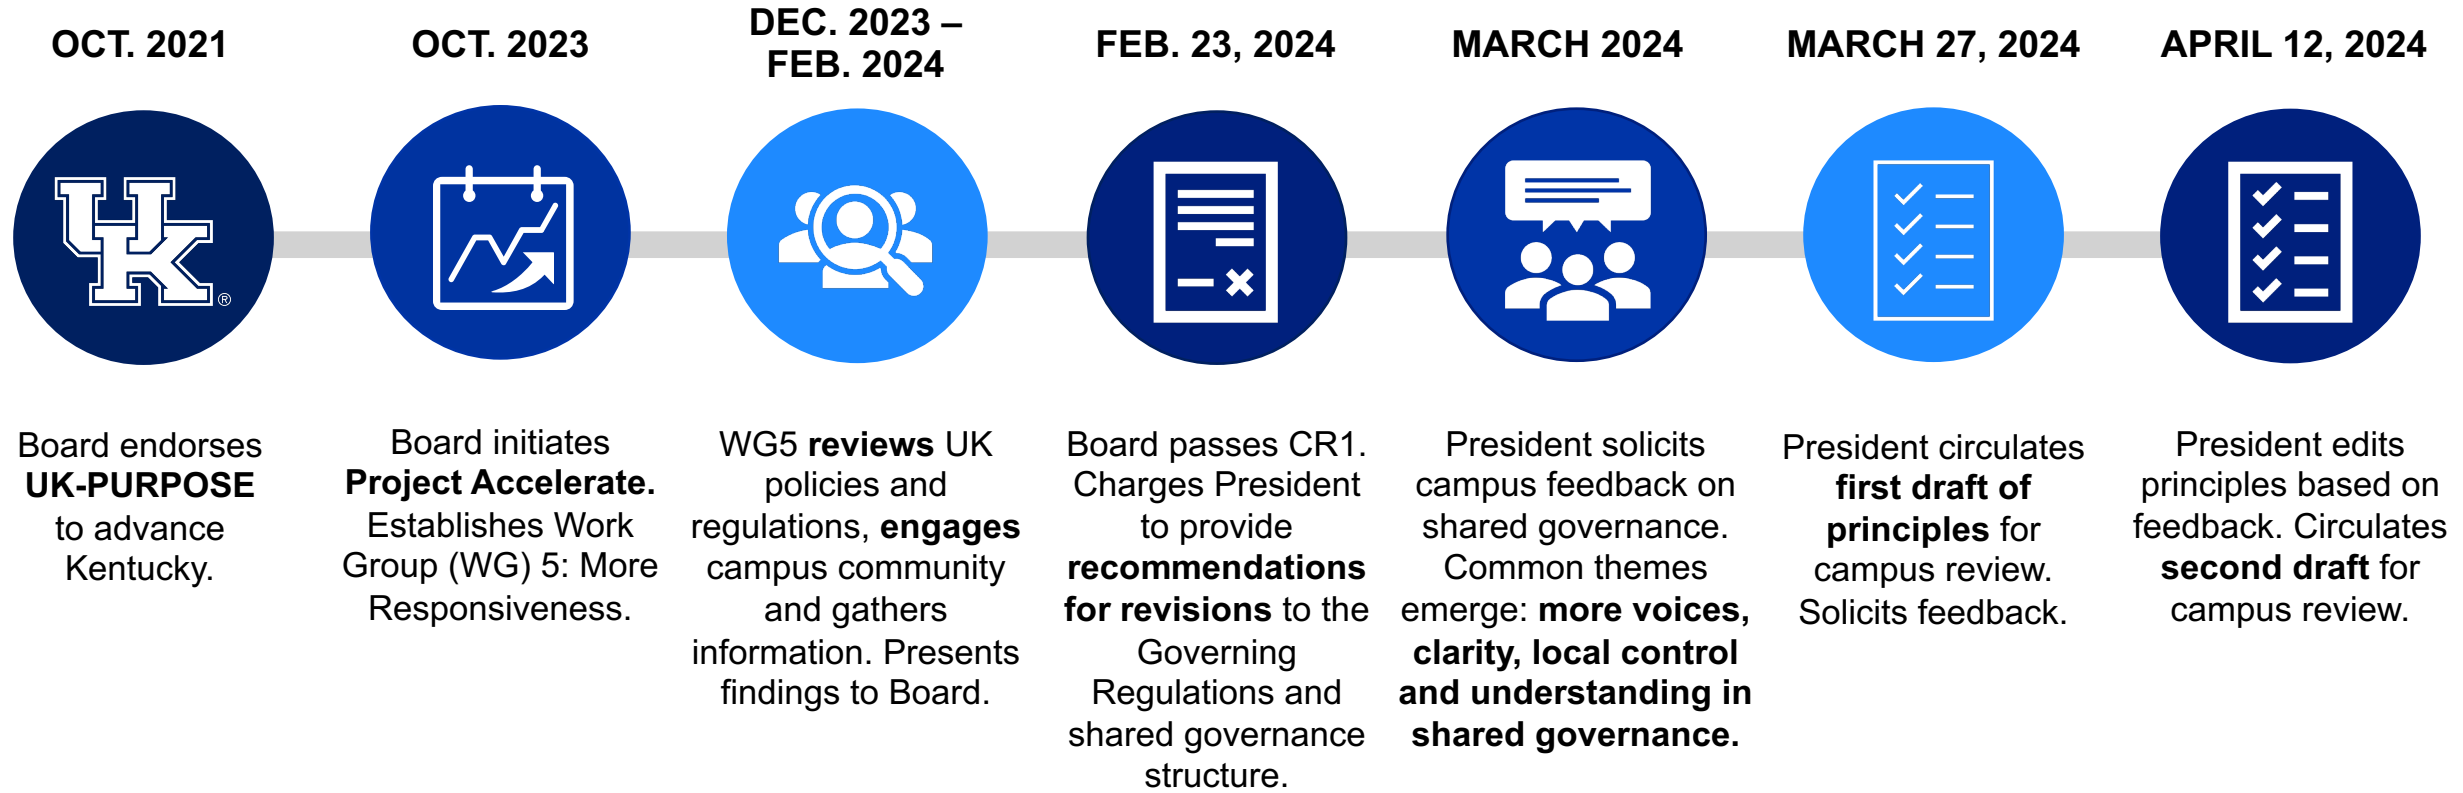 OCT. 2021
UK
®
Board endorses
UK-PURPOSE
to advance
Kentucky.
OCT. 2023
Board initiates
Project Accelerate.
Establishes Work
Group (WG) 5: More
Responsiveness.
DEC. 2023 –
FEB. 2024
WG5 reviews UK
policies and
regulations, engages
campus community
and gathers
information. Presents
findings to Board.
FEB. 23, 2024
Board passes CR1.
Charges President
to provide
recommendations
for revisions to the
Governing
Regulations and
shared governance
structure.
MARCH 2024
President solicits
campus feedback on
shared governance.
Common themes
emerge: more voices,
clarity, local control
and understanding in
shared governance.
MARCH 27, 2024
President circulates
first draft of
principles for
campus review.
Solicits feedback.
APRIL 12, 2024
President edits
principles based on
feedback. Circulates
second draft for
campus review.